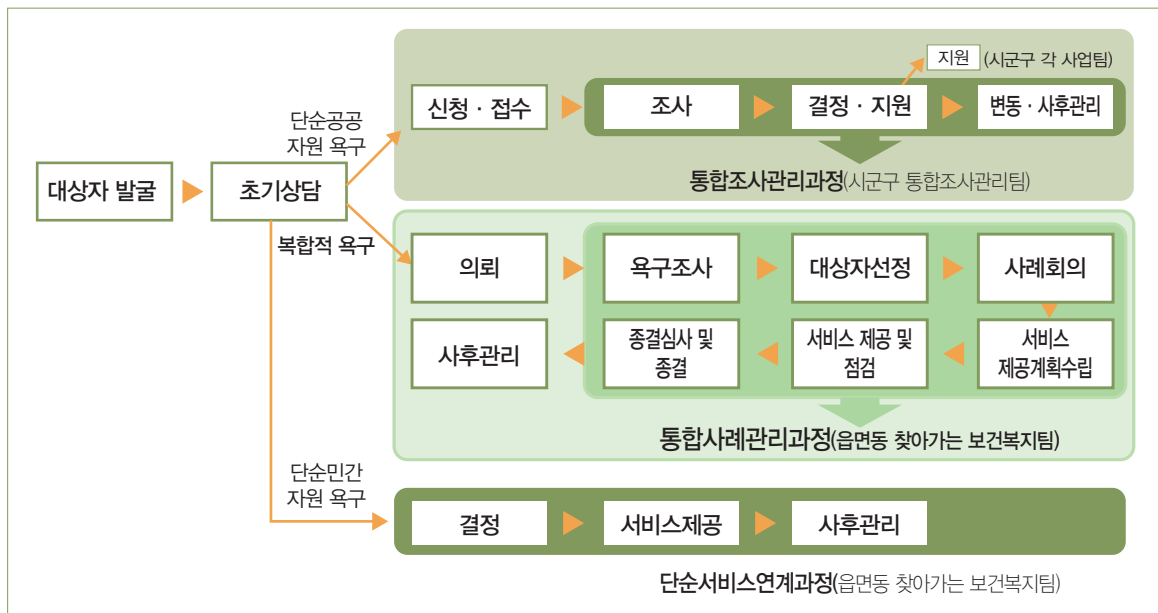 지원 (시군구 각 사업팀)
신청 · 접수
조사
결정 · 지원
변동 · 사후관리
통합조사관리과정(시군구 통합조사관리팀)
단순공공
자원 욕구
대상자 발굴
초기상담
복합적 욕구
의뢰
욕구조사
대상자선정
사례회의
사후관리
종결심사 및
종결
서비스 제공 및
점검
서비스
제공계획수립
통합사례관리과정(읍면동 찾아가는 보건복지팀)
단순민간
자원 욕구
결정
서비스제공
사후관리
단순서비스연계과정(읍면동 찾아가는 보건복지팀)